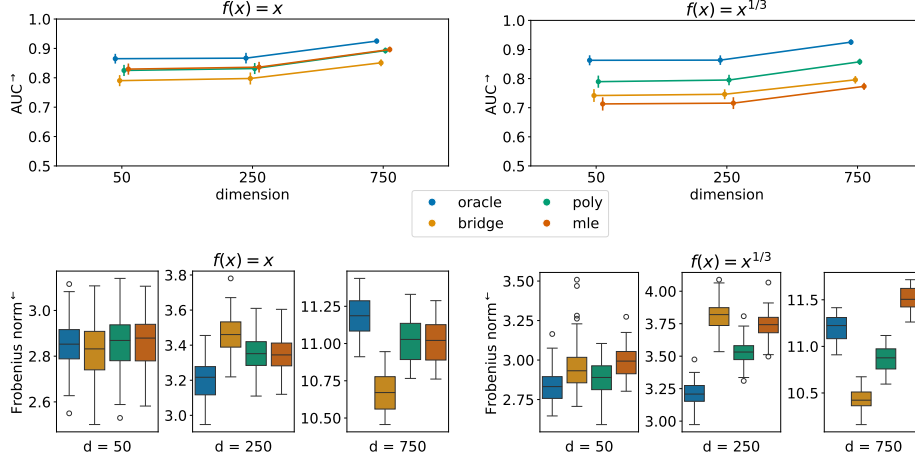 f(x) = x
AUC→
1.0
0.9
0.8
0.7
0.6
0.5
50
250
750
dimension
f(x) = x^{1/3}
AUC→
1.0
0.9
0.8
0.7
0.6
0.5
50
250
750
dimension
oracle
bridge
poly
mle
f(x) = x
Frobenius norm←
3.0
2.8
2.6
d = 50
3.8
3.6
3.4
3.2
3.0
d = 250
11.25
11.00
10.75
10.50
d = 750
f(x) = x^{1/3}
Frobenius norm←
3.50
3.25
3.00
2.75
d = 50
4.00
3.75
3.50
3.25
3.00
d = 250
11.5
11.0
10.5
d = 750